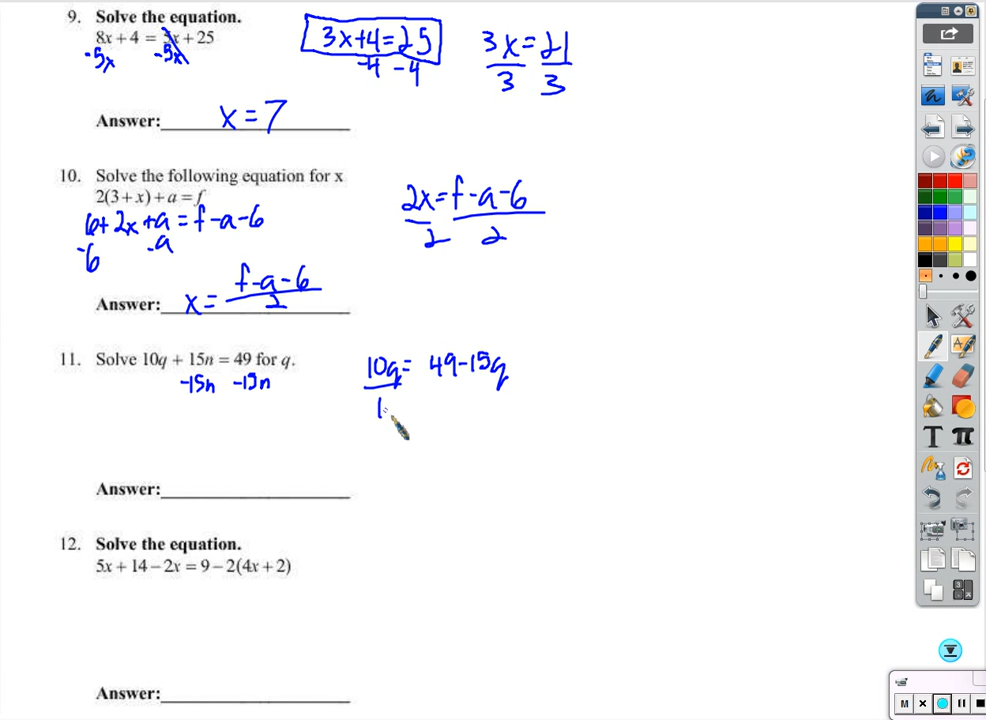 9. Solve the equation.
8x + 4 = 5x + 25
-5x -5x
3x+4=25
-4 -4
3x=21
3 3
Answer: x=7
10. Solve the following equation for x
2(3+x)+a=f
6+2x+a=f-a-6
-6 -a
2x=f-a-6
2 2
Answer: x= f-a-6
2
11. Solve 10q + 15n = 49 for q.
-15n -15n
10q= 49-15q
1
Answer:
12. Solve the equation.
5x + 14 – 2x = 9 – 2(4x + 2)
Answer:
T π
M